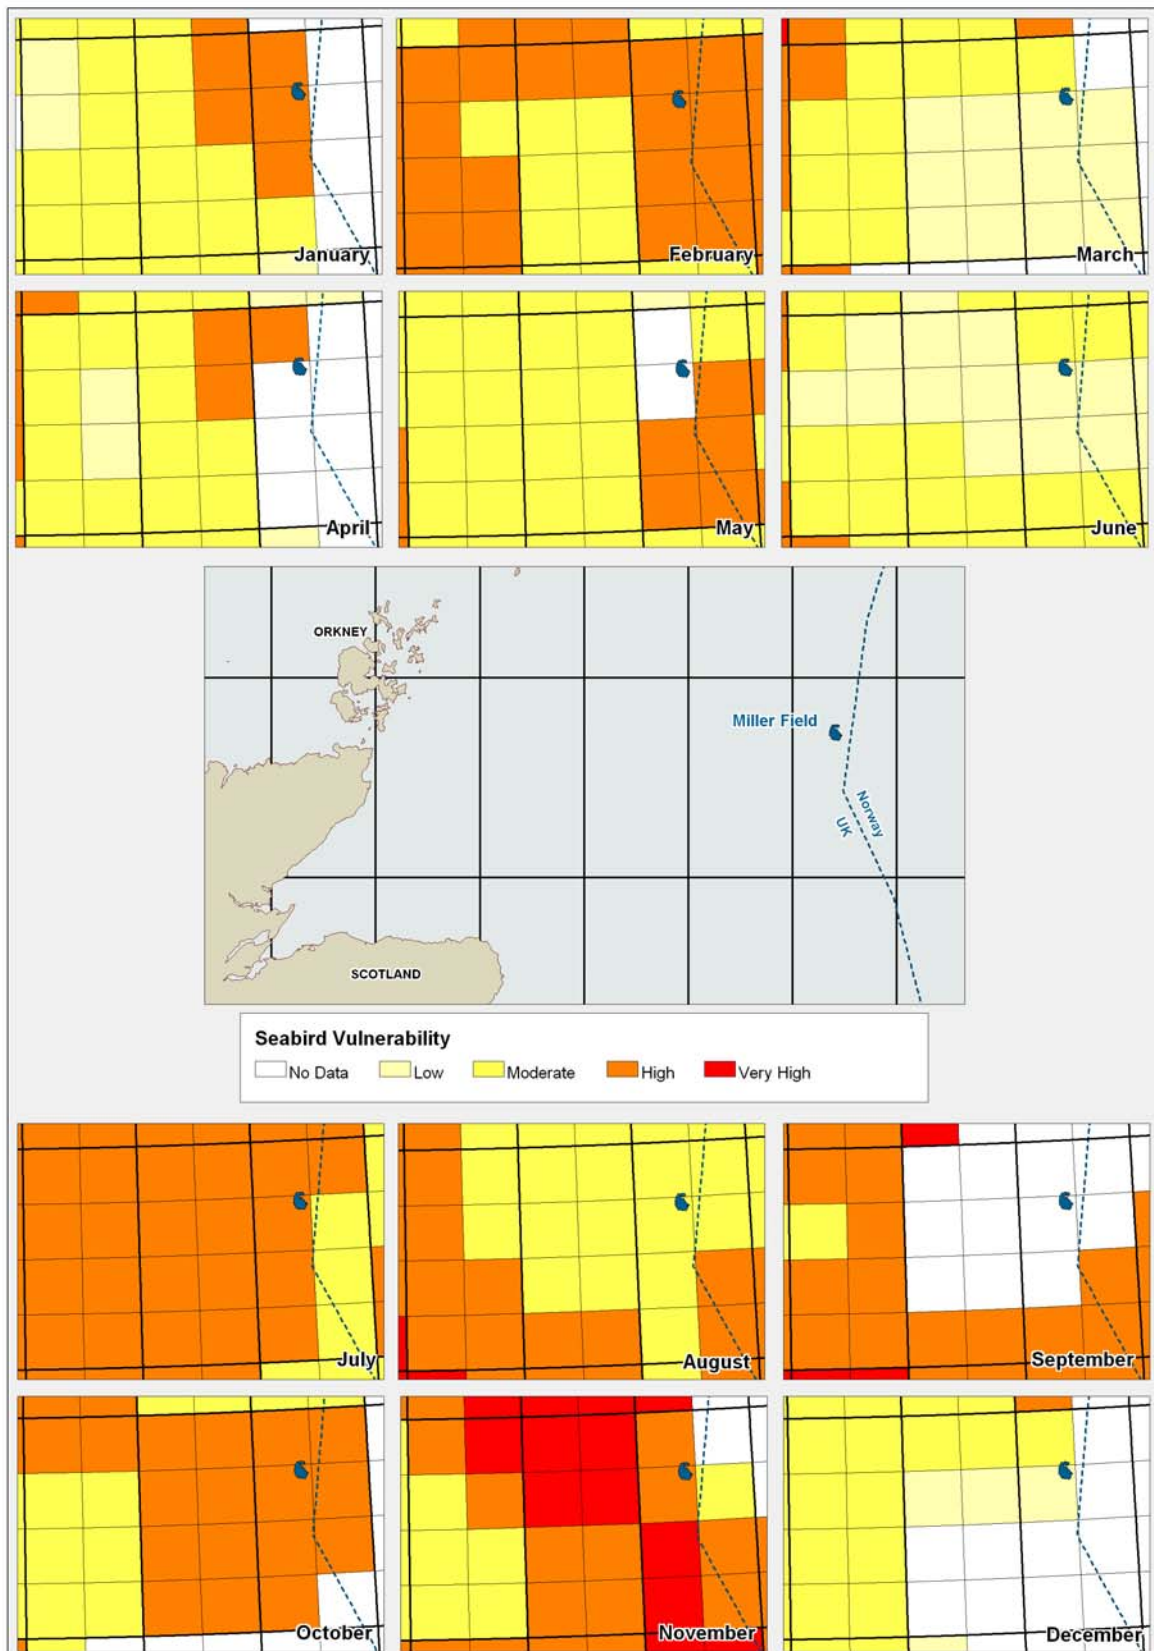 January
February
March
April
May
June
ORKNEY
Miller Field
Norway
UK
SCOTLAND
Seabird Vulnerability
No Data
Low
Moderate
High
Very High
July
August
September
October
November
December